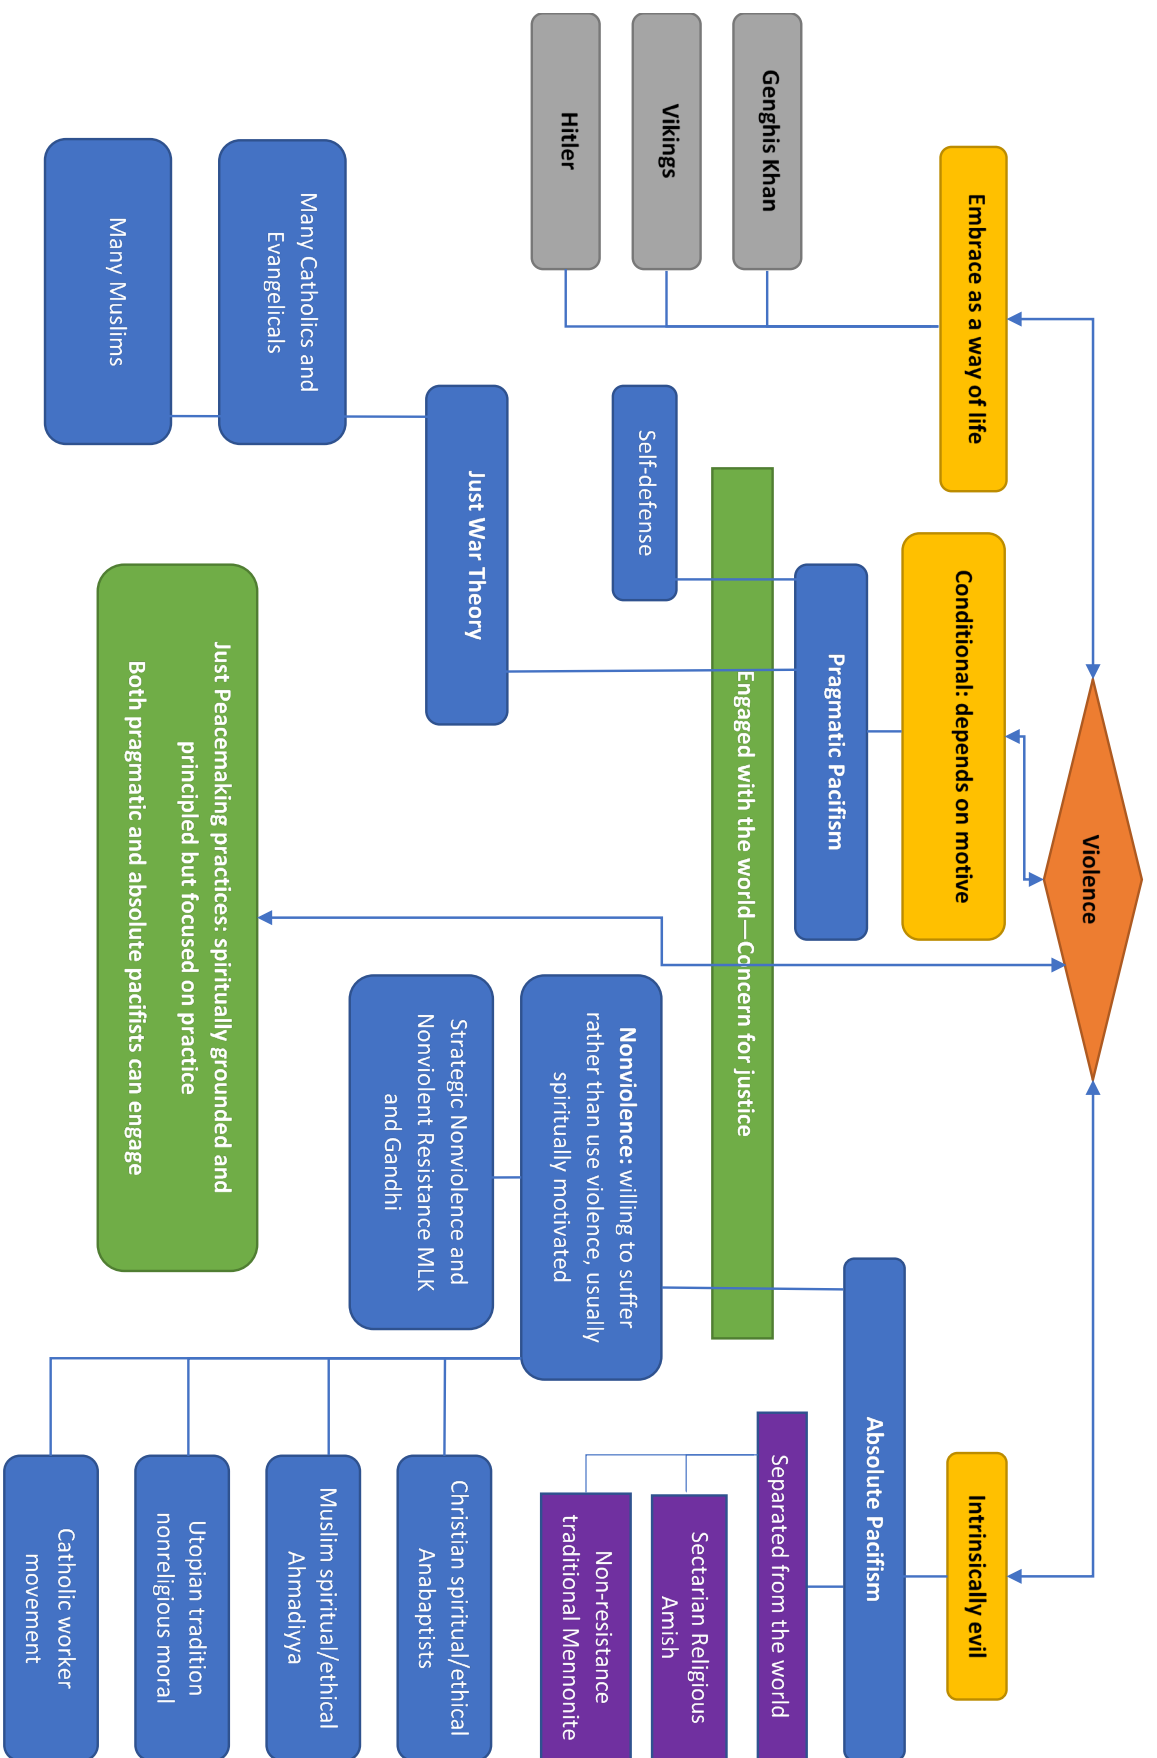 Violence
Embrace as a way of life
Conditional: depends on motive
Intrinsically evil
Genghis Khan
Vikings
Hitler
Pragmatic Pacifism
Absolute Pacifism
Engaged with the world—Concern for justice
Separated from the world
Self-defense
Sectarian Religious
Amish
Non-resistance
traditional Mennonite
Nonviolence: willing to suffer
rather than use violence, usually
spiritually motivated
Just War Theory
Strategic Nonviolence and
Nonviolent Resistance MLK
and Gandhi
Many Catholics and
Evangelicals
Many Muslims
Christian spiritual/ethical
Anabaptists
Muslim spiritual/ethical
Ahmadiyya
Utopian tradition
nonreligious moral
Catholic worker
movement
Just Peacemaking practices: spiritually grounded and
principled but focused on practice
Both pragmatic and absolute pacifists can engage